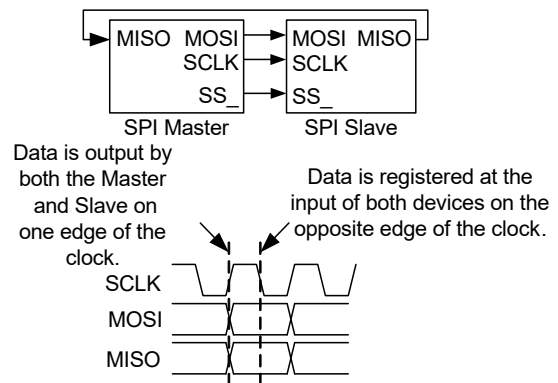 MISO MOSI MOSI MISO
SCLK SCLK
SS_ SS_
SPI Master SPI Slave
Data is output by
both the Master
and Slave on
one edge of the
clock.
Data is registered at the
input of both devices on the
opposite edge of the clock.
SCLK
MOSI
MISO